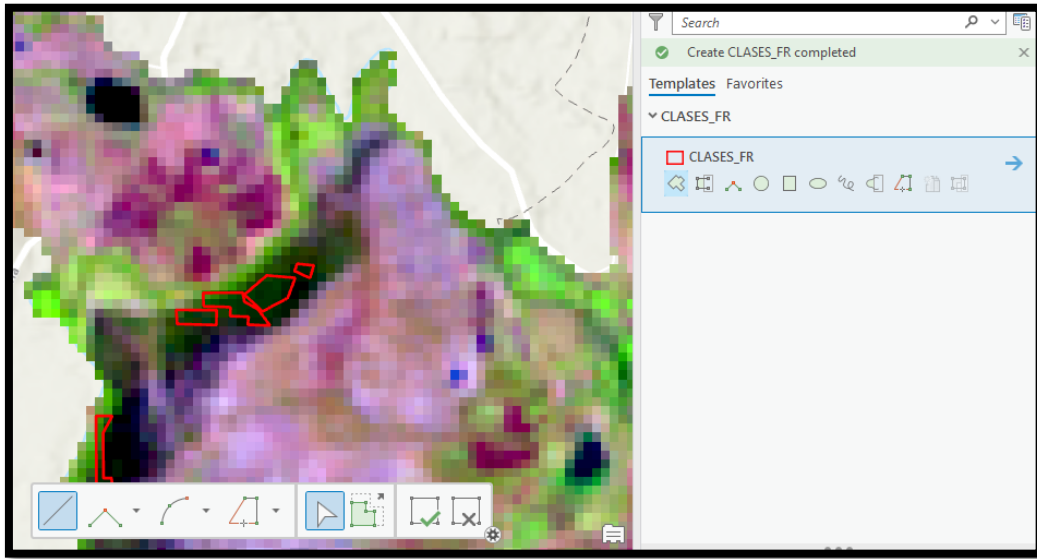 Search
Create CLASES_FR completed
Templates Favorites
CLASES_FR
CLASES_FR